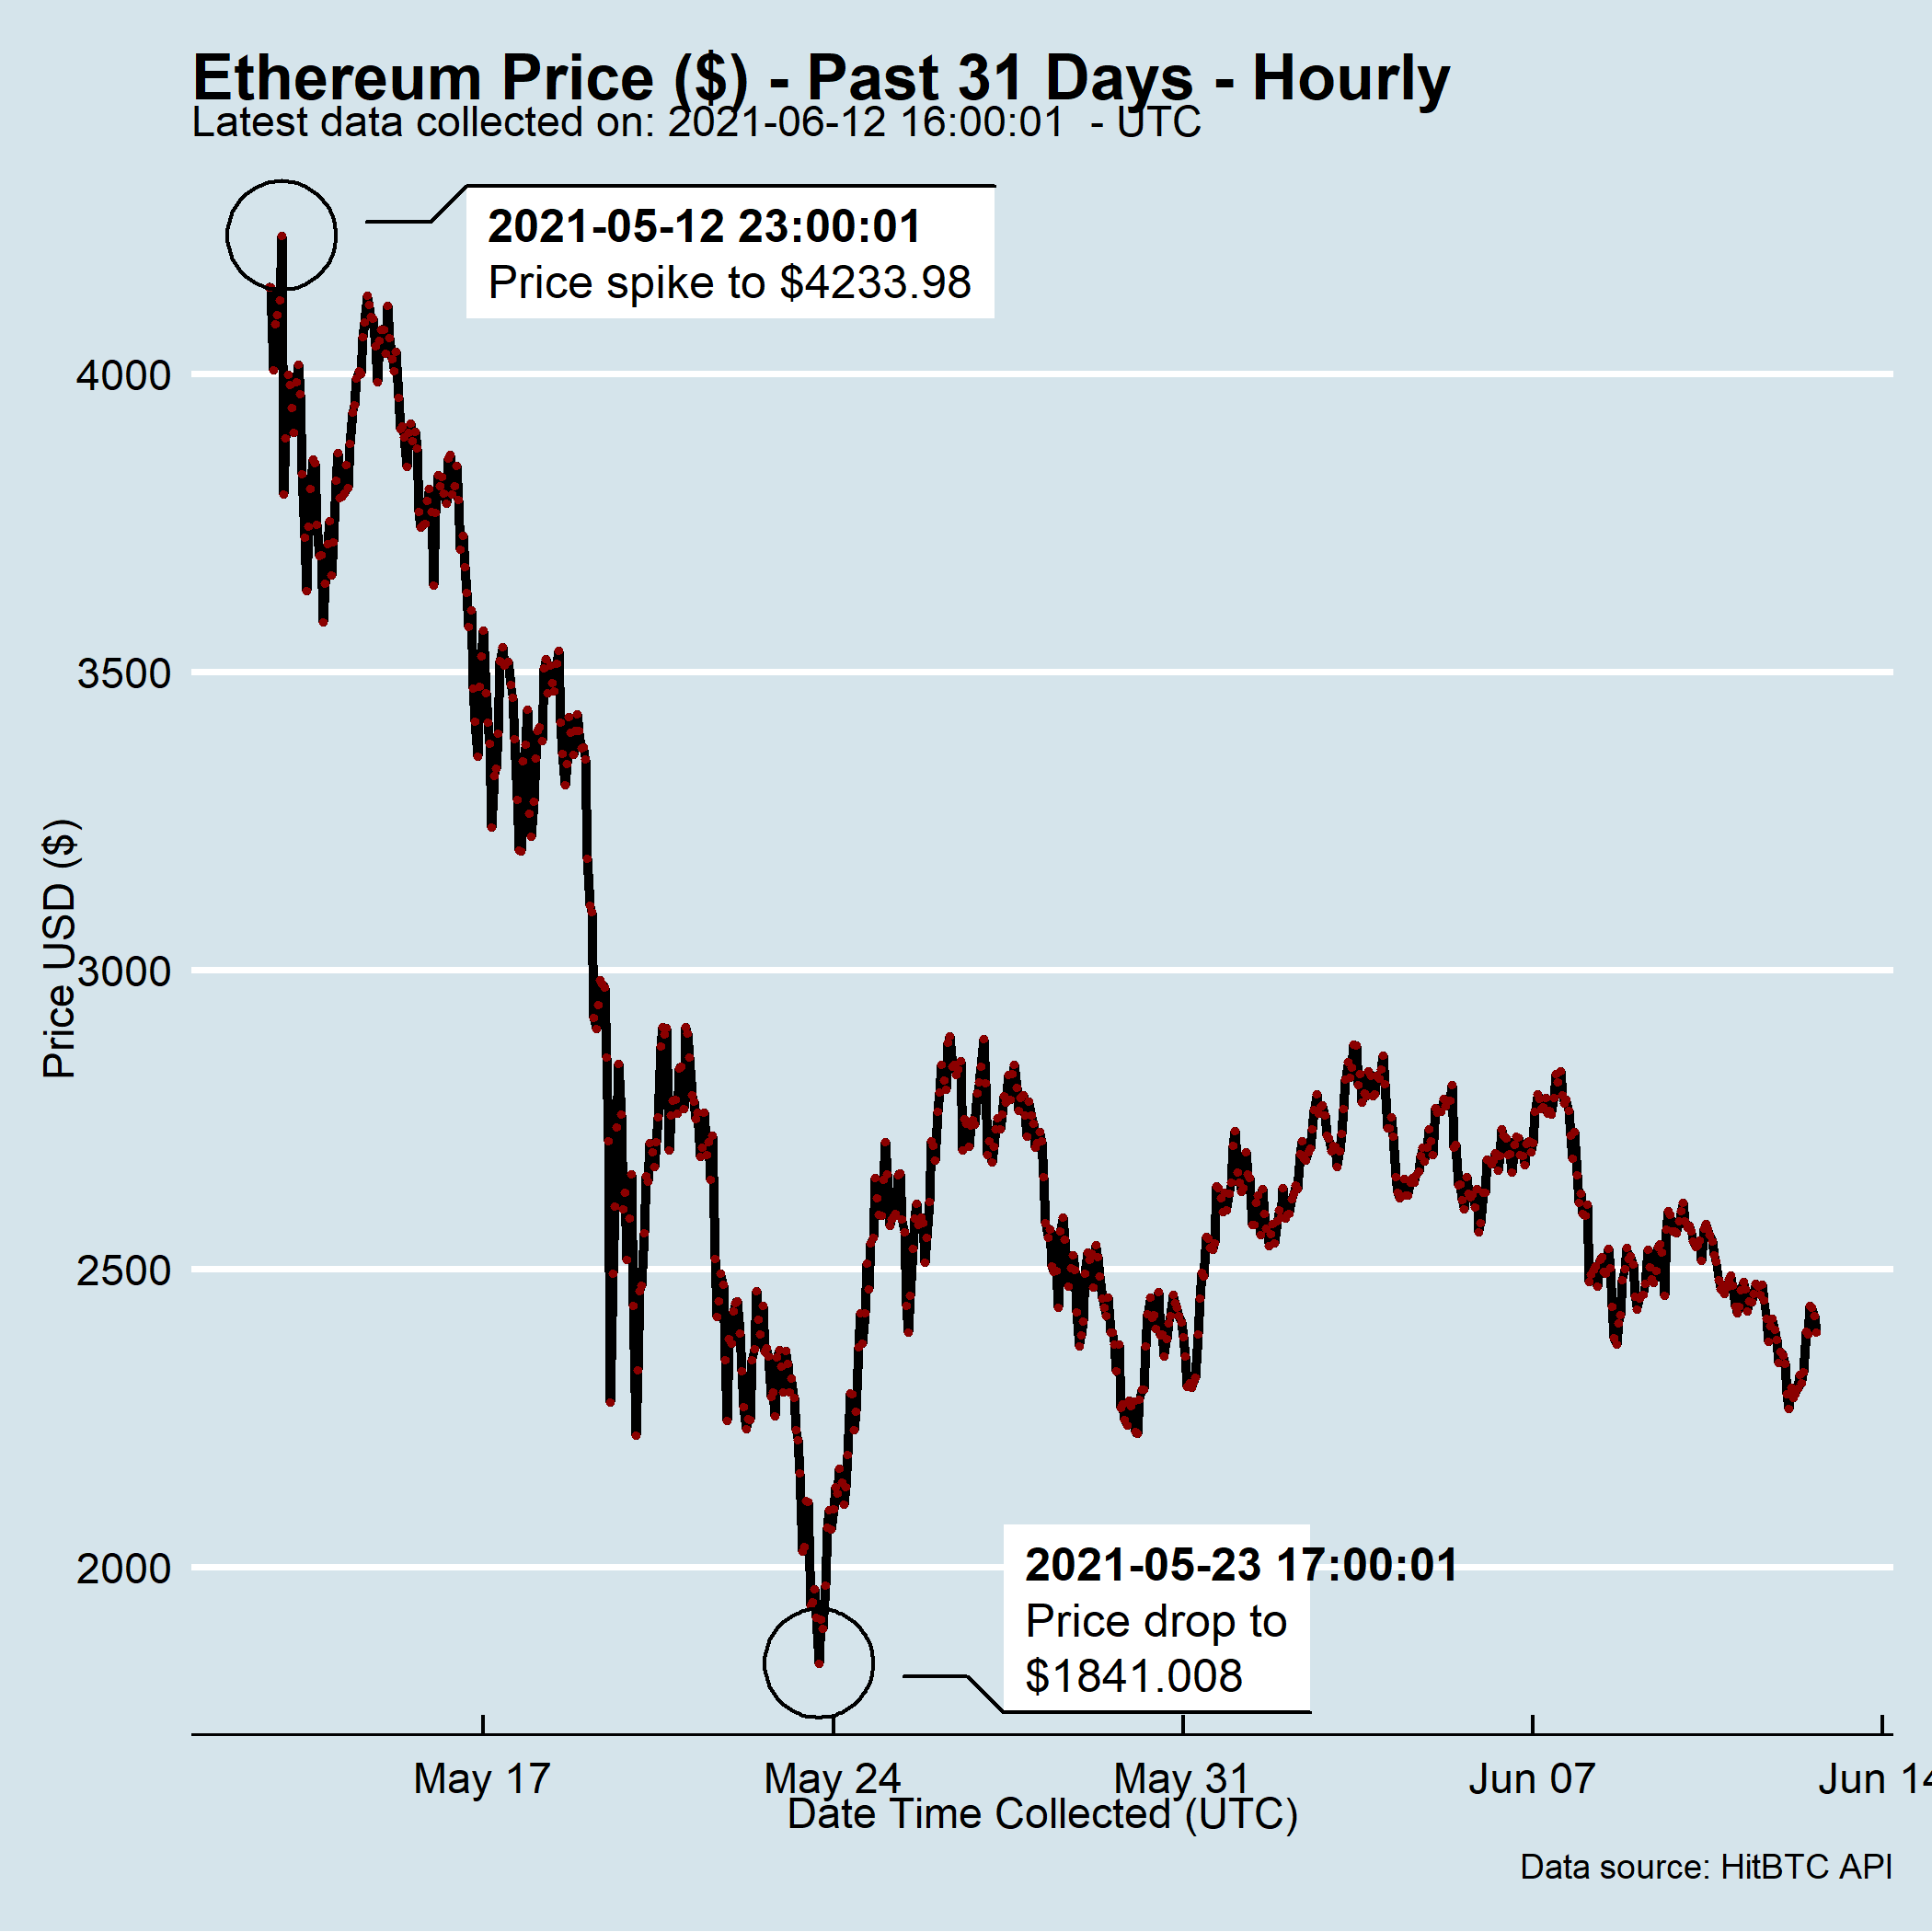 Ethereum Price ($) - Past 31 Days - Hourly
Latest data collected on: 2021-06-12 16:00:01  - UTC
2021-05-12 23:00:01
Price spike to $4233.98
4000
3500
3000
2500
2000
Price USD ($)
2021-05-23 17:00:01
Price drop to
$1841.008
May 17
May 24
May 31
Jun 07
Jun 14
Date Time Collected (UTC)
Data source: HitBTC API